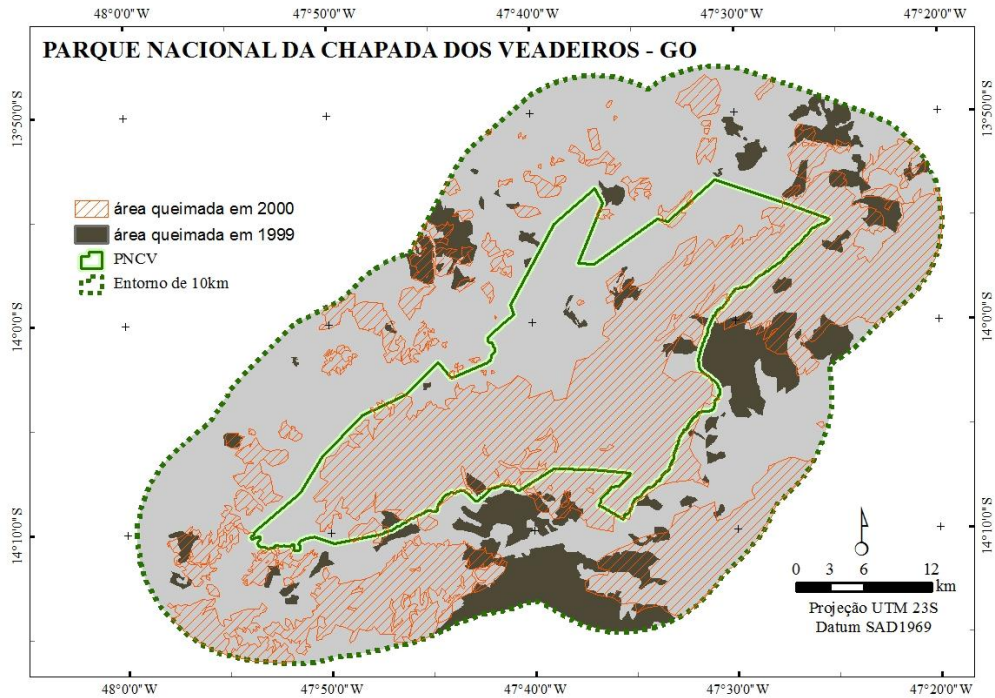 48°0'0"W 47°50'0"W 47°40'0"W 47°30'0"W 47°20'0"W
PARQUE NACIONAL DA CHAPADA DOS VEADEIROS - GO
13°50'0"S 13°50'0"S
área queimada em 2000
área queimada em 1999
PNCV
Entorno de 10km
14°0'0"S 14°0'0"S
14°10'0"S 14°10'0"S
0 3 6 12
km
Projeção UTM 23S
Datum SAD1969
48°0'0"W 47°50'0"W 47°40'0"W 47°30'0"W 47°20'0"W